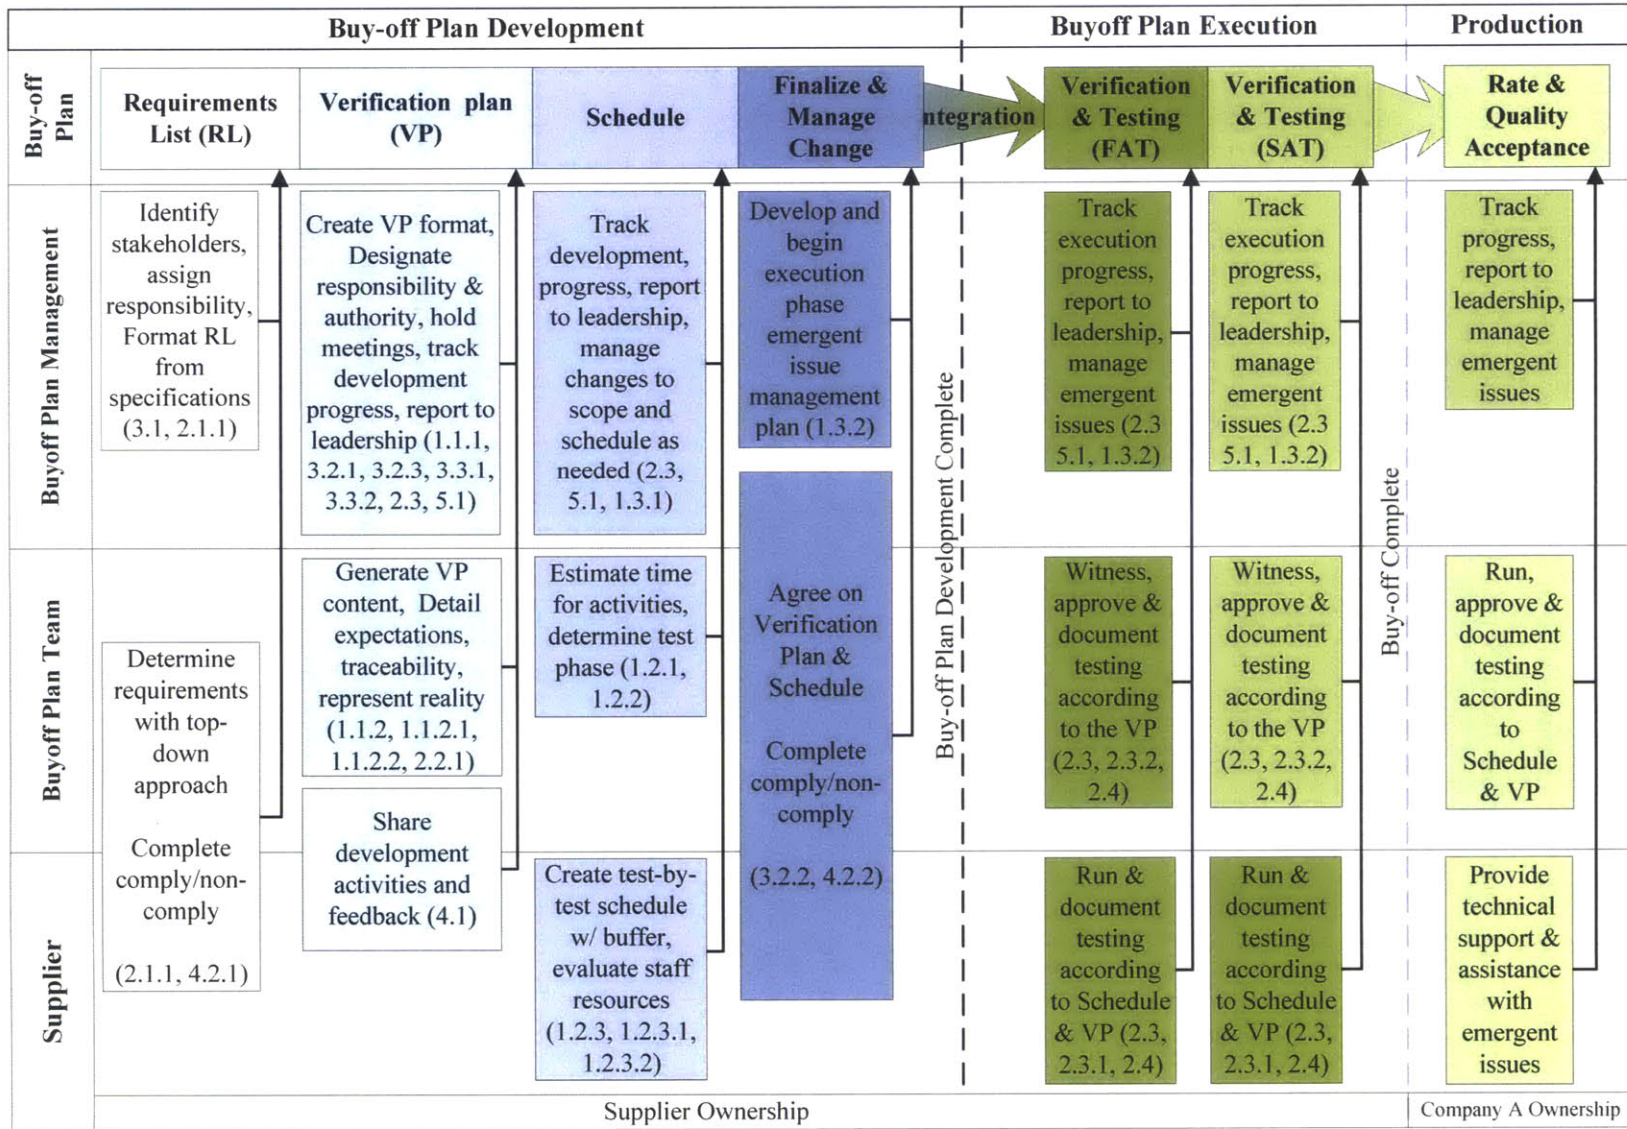 Buy-off Plan Development
Buyoff Plan Execution
Production
Buy-off
Plan
Requirements
List (RL)
Verification plan
(VP)
Schedule
Finalize &
Manage
Change
ntegration
Verification
& Testing
(FAT)
Verification
& Testing
(SAT)
Rate &
Quality
Acceptance
Buyoff Plan Management
Identify
stakeholders,
assign
responsibility,
Format RL
from
specifications
(3.1, 2.1.1)
Create VP format,
Designate
responsibility &
authority, hold
meetings, track
development
progress, report to
leadership (1.1.1,
3.2.1, 3.2.3, 3.3.1,
3.3.2, 2.3, 5.1)
Track
development,
progress, report
to leadership,
manage
changes to
scope and
schedule as
needed (2.3,
5.1, 1.3.1)
Develop and
begin
execution
phase
emergent
issue
management
plan (1.3.2)
Buy-off Plan Development Complete
Track
execution
progress,
report to
leadership,
manage
emergent
issues (2.3
5.1, 1.3.2)
Track
execution
progress,
report to
leadership,
manage
emergent
issues (2.3
5.1, 1.3.2)
Buy-off Complete
Track
progress,
report to
leadership,
manage
emergent
issues
Buyoff Plan Team
Determine
requirements
with top-
down
approach
Complete
comply/non-
comply
(2.1.1, 4.2.1)
Generate VP
content, Detail
expectations,
traceability,
represent reality
(1.1.2, 1.1.2.1,
1.1.2.2, 2.2.1)
Estimate time
for activities,
determine test
phase (1.2.1,
1.2.2)
Agree on
Verification
Plan &
Schedule
Complete
comply/non-
comply
(3.2.2, 4.2.2)
Witness,
approve &
document
testing
according
to the VP
(2.3, 2.3.2,
2.4)
Witness,
approve &
document
testing
according
to the VP
(2.3, 2.3.2,
2.4)
Run,
approve &
document
testing
according
to
Schedule
& VP
Supplier
Share
development
activities and
feedback (4.1)
Create test-by-
test schedule
w/ buffer,
evaluate staff
resources
(1.2.3, 1.2.3.1,
1.2.3.2)
Run &
document
testing
according
to Schedule
& VP (2.3,
2.3.1, 2.4)
Run &
document
testing
according
to Schedule
& VP (2.3,
2.3.1, 2.4)
Provide
technical
support &
assistance
with
emergent
issues
Supplier Ownership
Company A Ownership